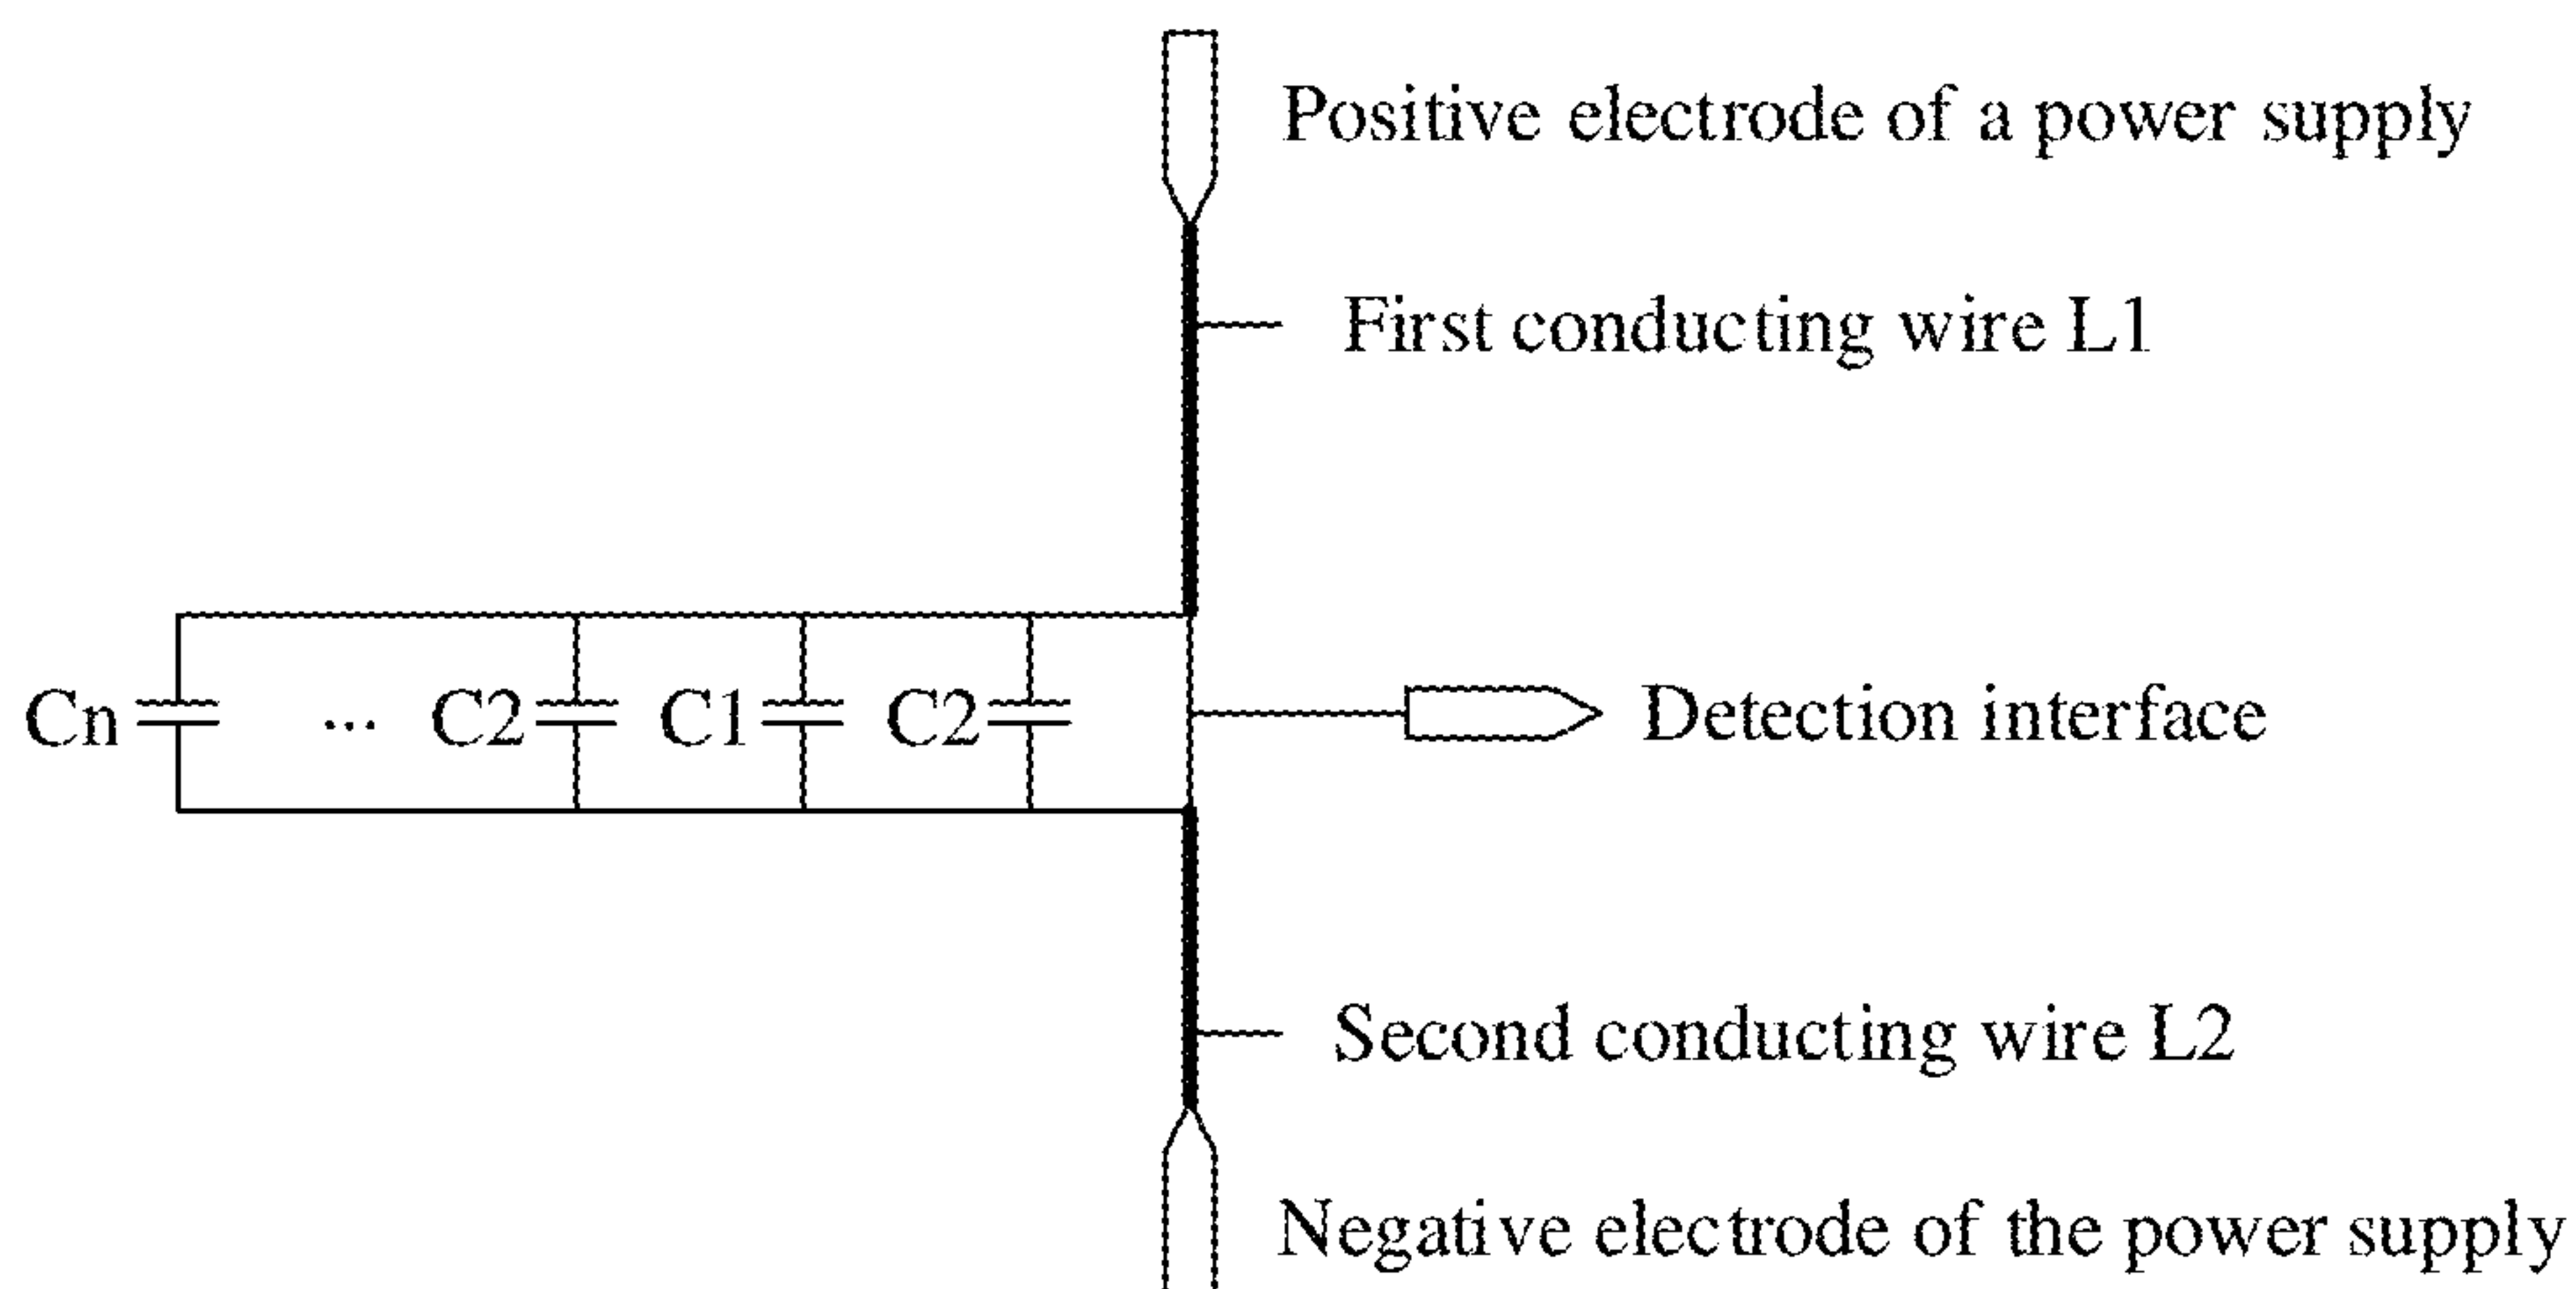 Positive electrode of a power supply
First conducting wire L1
Cn ... C2 C1 C2 Detection interface
Second conducting wire L2
Negative electrode of the power supply